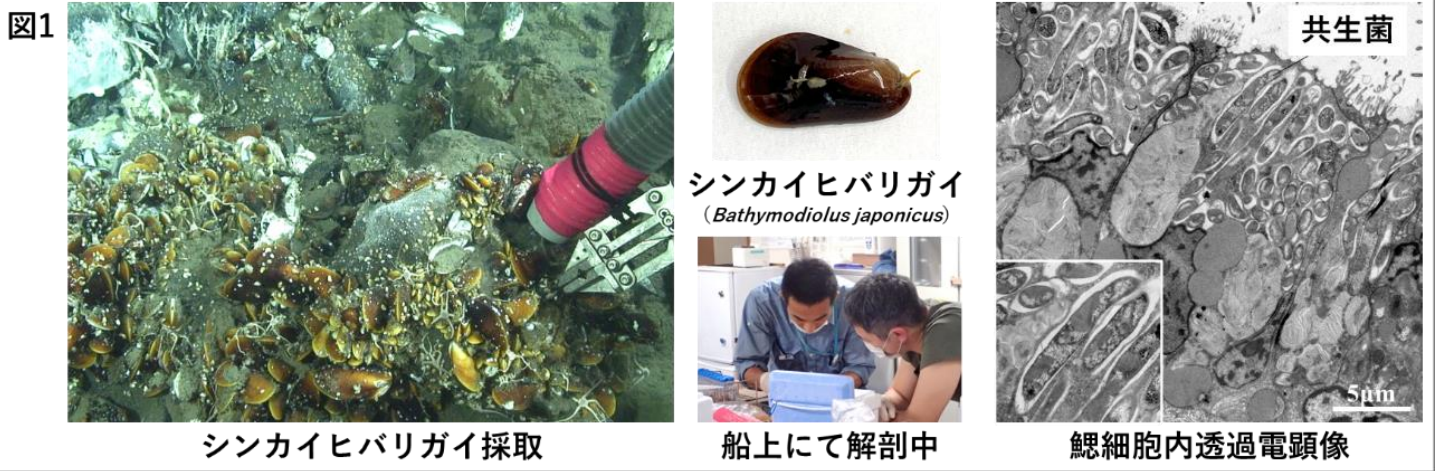 図1
シンカイヒバリガイ採取
シンカイヒバリガイ
(Bathymodiolus japonicus)
船上にて解剖中
共生菌
5μm
鰓細胞内透過電顕像